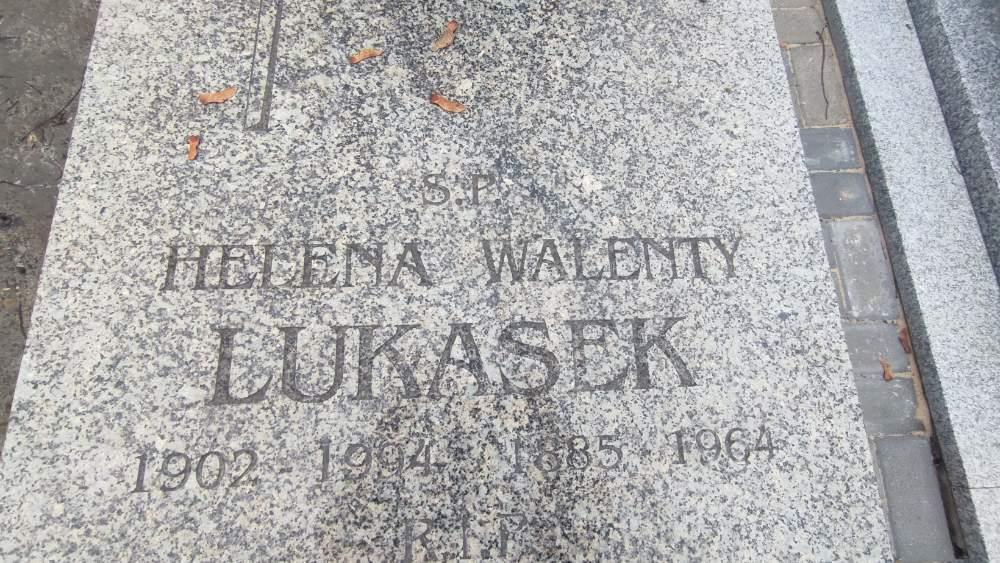 S.P.
HELENA WALENTY
LUKASEK
1902 - 1994 1885 - 1964
R.I.P.